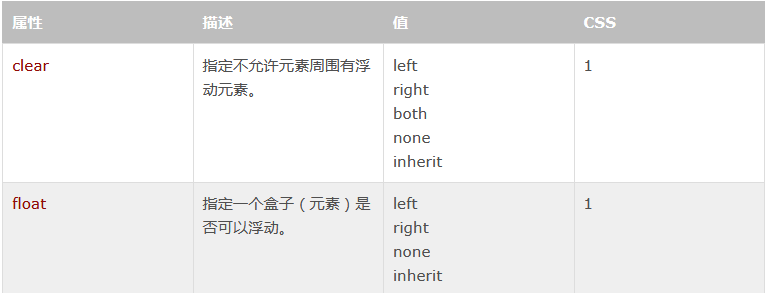 属性 描述 值 CSS
clear 指定不允许元素周围有浮 left 1
动元素。 right
both
none
inherit
float 指定一个盒子（元素）是 left 1
否可以浮动。 right
none
inherit